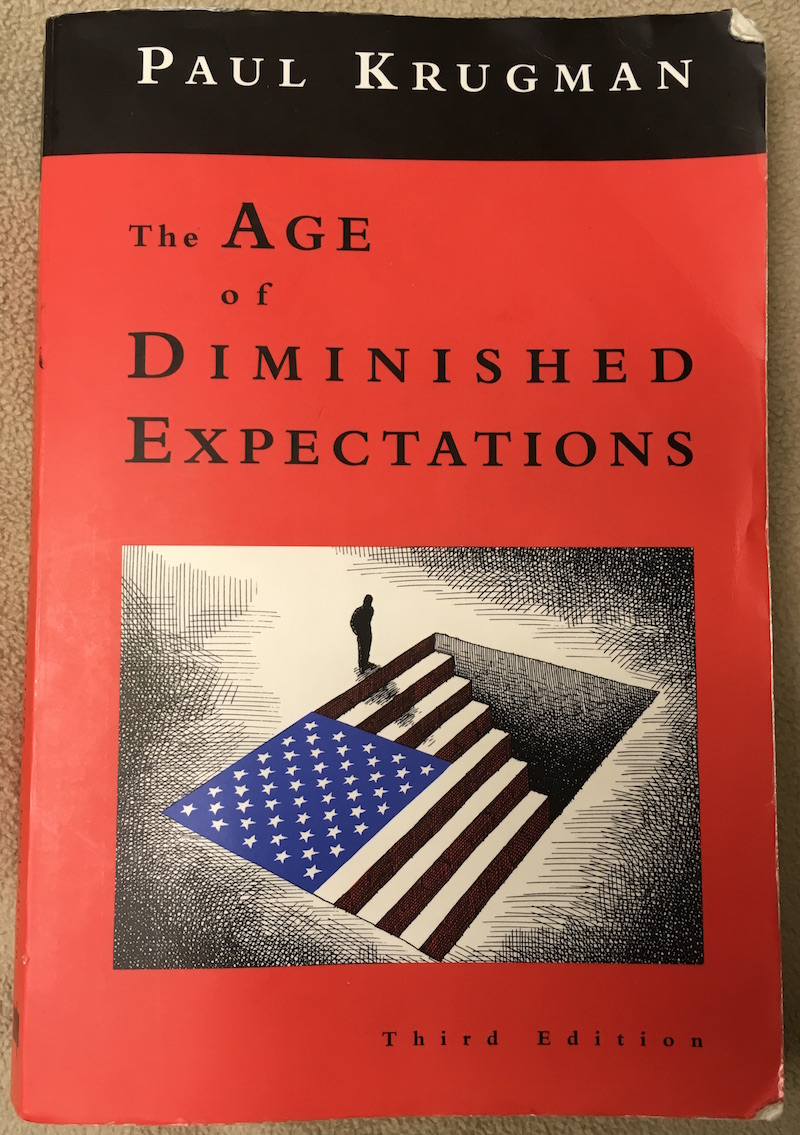 PAUL KRUGMAN
The AGE
of
DIMINISHED
EXPECTATIONS
Third Edition